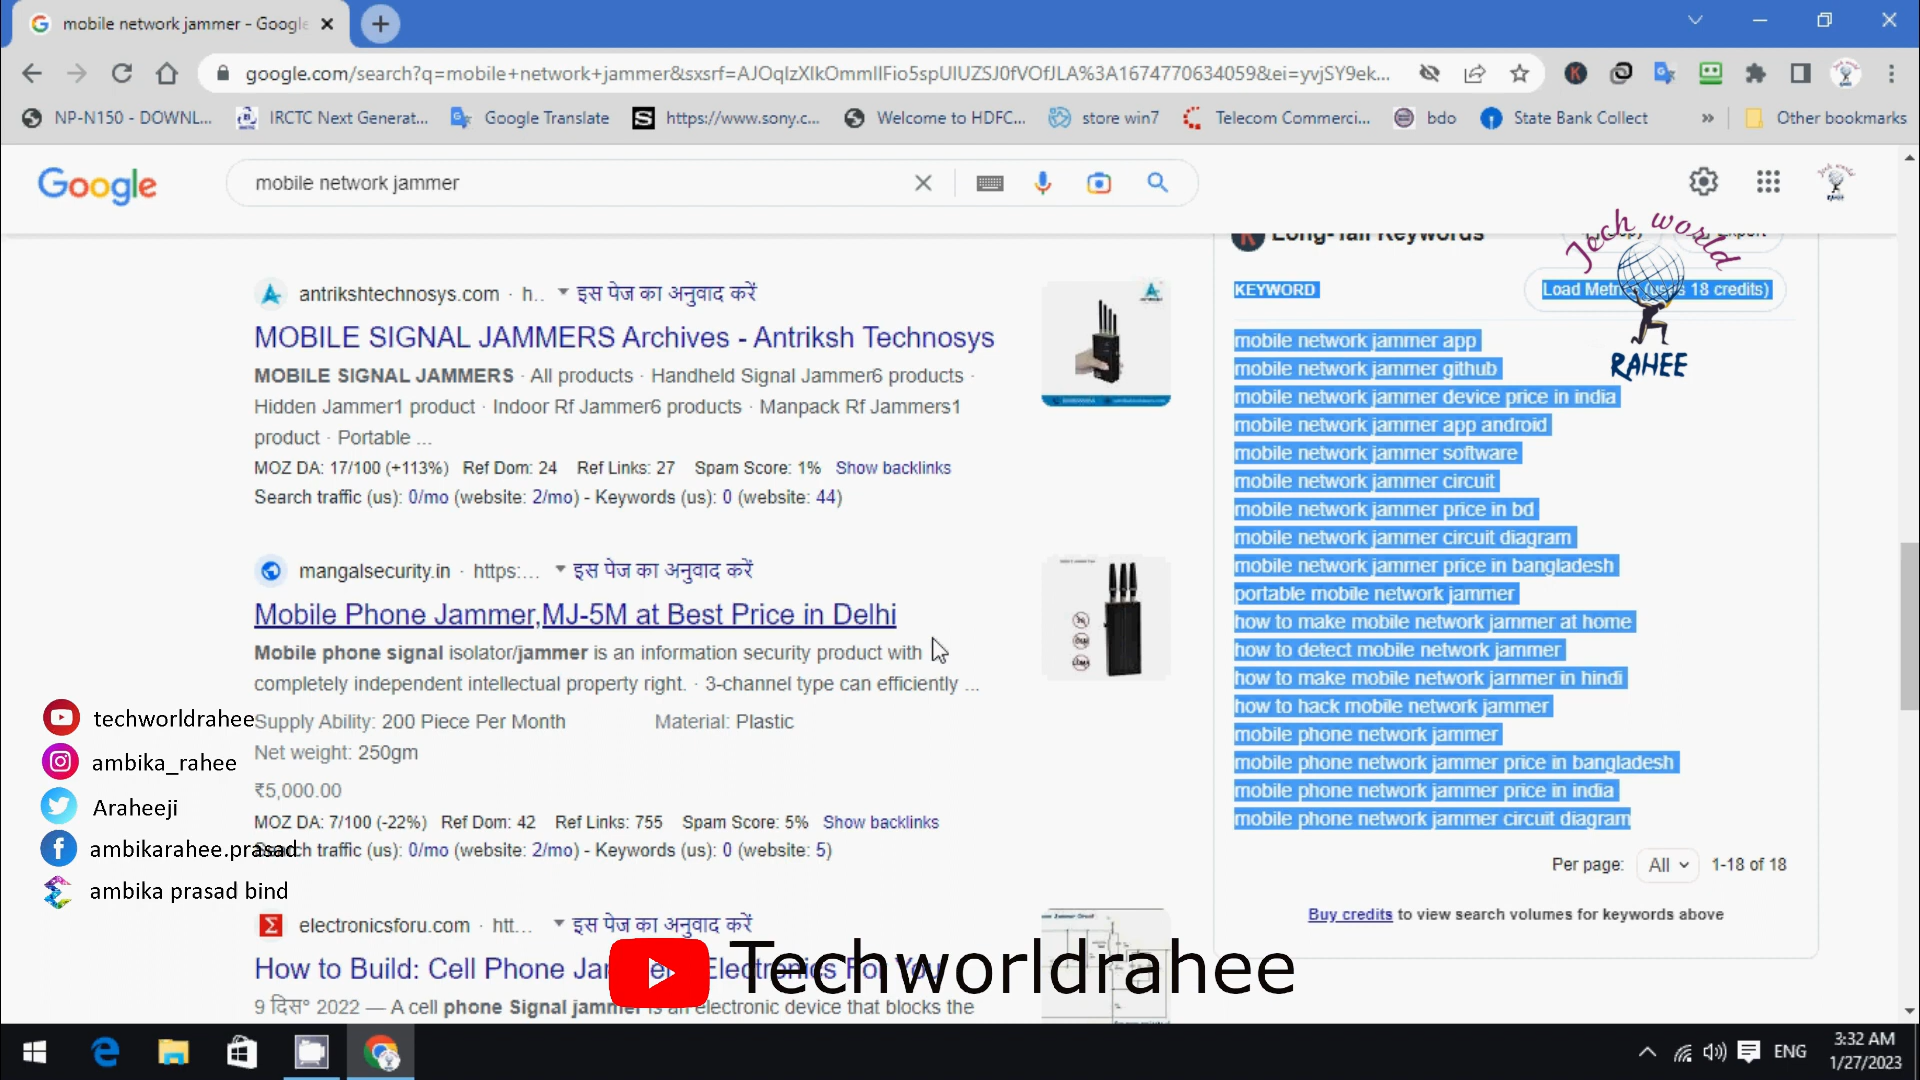 mobile network jammer - Google
google.com/search?q=mobile+network+jammer&sxsrf=
NP-N150 - DOWNL...
IRCTC Next Generat...
Google Translate
https://www.sony.c...
Welcome to HDFC...
store win7
Telecom Commerci...
bdo
State Bank Collect
»
Other bookmarks
Google
mobile network jammer
antrikshtechnosys.com · h.. इस पेज का अनुवाद करें
MOBILE SIGNAL JAMMERS Archives - Antriksh Technosys
MOBILE SIGNAL JAMMERS · All products · Handheld Signal Jammer6 products ·
Hidden Jammer1 product · Indoor Rf Jammer6 products · Manpack Rf Jammers1
product · Portable ...
MOZ DA: 17/100 (+113%) Ref Dom: 24 Ref Links: 27 Spam Score: 1% Show backlinks
Search traffic (us): 0/mo (website: 2/mo) - Keywords (us): 0 (website: 44)
mangalsecurity.in · https:... इस पेज का अनुवाद करें
Mobile Phone Jammer,MJ-5M at Best Price in Delhi
Mobile phone signal isolator/jammer is an information security product with
completely independent intellectual property right. · 3-channel type can efficiently ...
Supply Ability: 200 Piece Per Month Material: Plastic
Net weight: 250gm
₹5,000.00
MOZ DA: 7/100 (-22%) Ref Dom: 42 Ref Links: 755 Spam Score: 5% Show backlinks
Search traffic (us): 0/mo (website: 2/mo) - Keywords (us): 0 (website: 5)
electronicsforu.com · htt... इस पेज का अनुवाद करें
How to Build: Cell Phone Electronics For You
9 दिस॰ 2022 — A cell phone Signal jammer is an electronic device that blocks the
techworldrahee
ambika_rahee
Araheeji
ambikarahee.prasad
ambika prasad bind
Techworldrahee
Long-Tail Keywords
Copy
Export
Tech world
RAHEE
KEYWORD
Load Metrics (uses 18 credits)
mobile network jammer app
mobile network jammer github
mobile network jammer device price in india
mobile network jammer app android
mobile network jammer software
mobile network jammer circuit
mobile network jammer price in bd
mobile network jammer circuit diagram
mobile network jammer price in bangladesh
portable mobile network jammer
how to make mobile network jammer at home
how to detect mobile network jammer
how to make mobile network jammer in hindi
how to hack mobile network jammer
mobile phone network jammer
mobile phone network jammer price in bangladesh
mobile phone network jammer price in india
mobile phone network jammer circuit diagram
Per page: All 1-18 of 18
Buy credits to view search volumes for keywords above
ENG
3:32 AM
1/27/2023